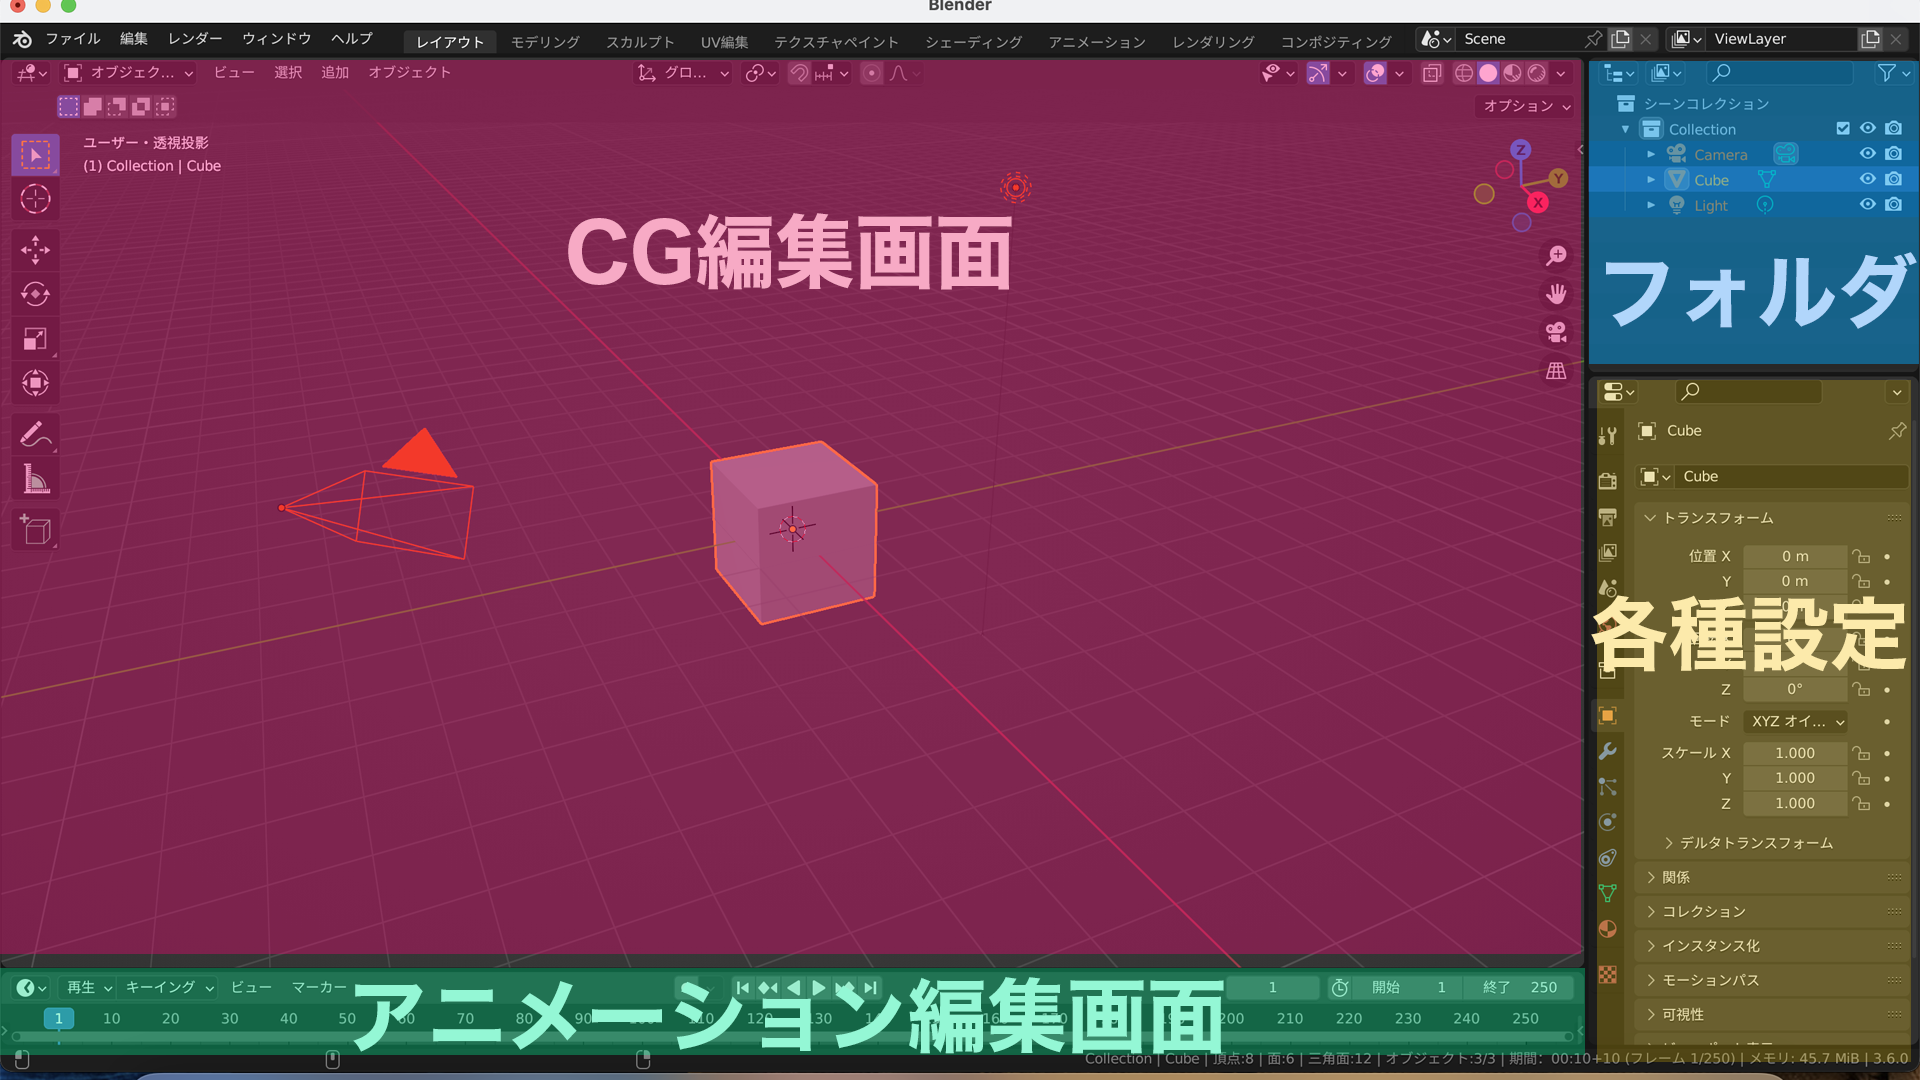 Blender
ファイル 編集 レンダー ウィンドウ ヘルプ レイアウト モデリング スカルプト UV編集 テクスチャペイント シェーディング アニメーション レンダリング コンポジティング Scene ViewLayer
オブジェク... ビュー 選択 追加 オブジェクト グロ...
オプション
ユーザー・透視投影
(1) Collection | Cube
Z
Y
X
CG編集画面
シーンコレクション
Collection
Camera
Cube
Light
フォルダ
Cube
Cube
トランスフォーム
位置 X 0 m
Y 0 m
各種設定
Z 0°
モード XYZ オイ...
スケール X 1.000
Y 1.000
Z 1.000
デルタトランスフォーム
関係
コレクション
インスタンス化
モーションパス
可視性
再生 キーイング ビュー マーカー 1 開始 1 終了 250
アニメーション編集画面
1 10 20 30 40 50 60 70 80 90 110 120 130 170 200 210 220 230 240 250
Collection | Cube | 頂点:8 | 面:6 | 三角面:12 | オブジェクト:3/3 | 期間: 00:10+10 (フレーム 1/250) | メモリ: 45.7 MiB | 3.6.0